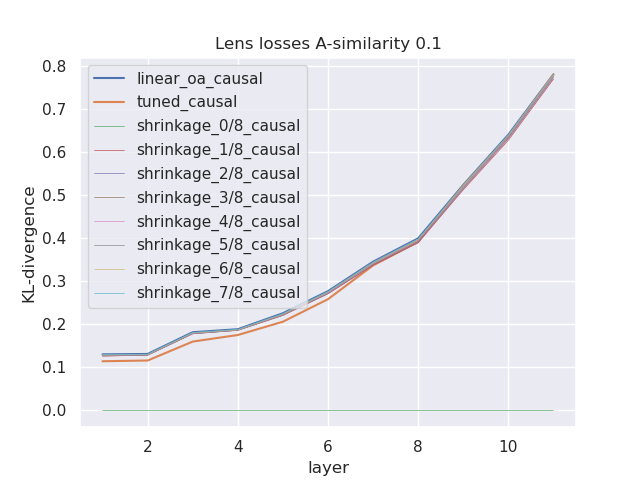 Lens losses A-similarity 0.1
0.8
0.7
0.6
0.5
0.4
0.3
0.2
0.1
0.0
KL-divergence
linear_oa_causal
tuned_causal
shrinkage_0/8_causal
shrinkage_1/8_causal
shrinkage_2/8_causal
shrinkage_3/8_causal
shrinkage_4/8_causal
shrinkage_5/8_causal
shrinkage_6/8_causal
shrinkage_7/8_causal
2 4 6 8 10
layer